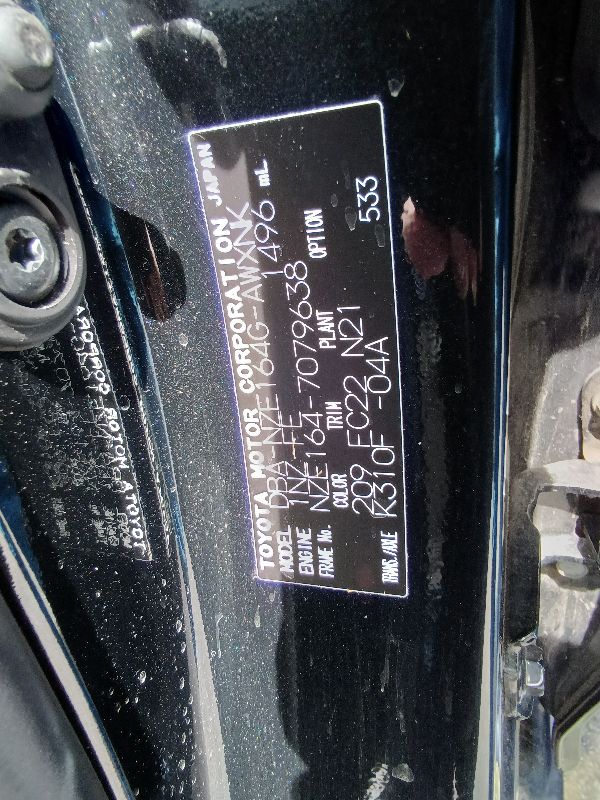 TOYOTA MOTOR CORPORATION JAPAN
MODEL DBA-NZE164G-AWXNK
ENGINE 1NZ-FE 1496 mL
FRAME No. NZE164-7079638
COLOR TRIM PLANT OPTION
209 FC22 N21 533
TRANS/AXLE K310F -04A